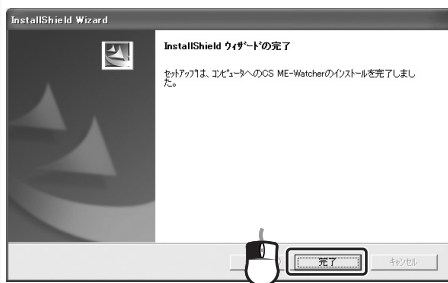 InstallShield Wizard
InstallShield ウィザードの完了
セットアップは、コンピュータへのCS ME-Watcherのインストールを完了しまし
た。
完了
キャンセル